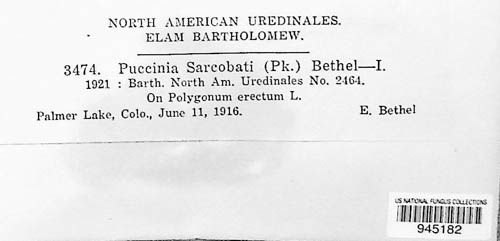 NORTH AMERICAN UREDINALES.
ELAM BARTHOLOMEW.
3474. Puccinia Sarcobati (Pk.) Bethel—I.
1921 : Barth. North Am. Uredinales No. 2464.
On Polygonum erectum L.
Palmer Lake, Colo., June 11, 1916. E. Bethel
US NATIONAL FUNGUS COLLECTIONS
945182